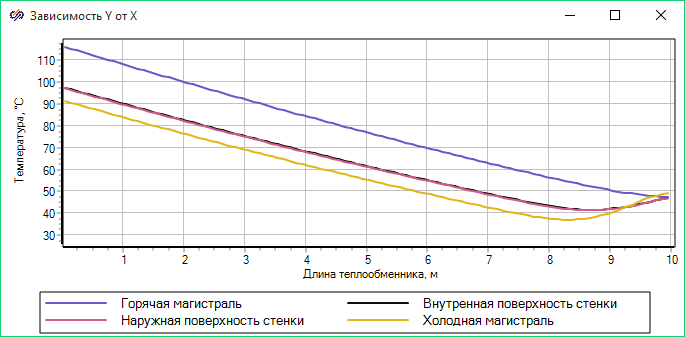 Зависимость Y от X
Температура, °C
110
100
90
80
70
60
50
40
30
1 2 3 4 5 6 7 8 9 10
Длина теплообменника, м
Горячая магистраль
Внутренная поверхность стенки
Наружная поверхность стенки
Холодная магистраль